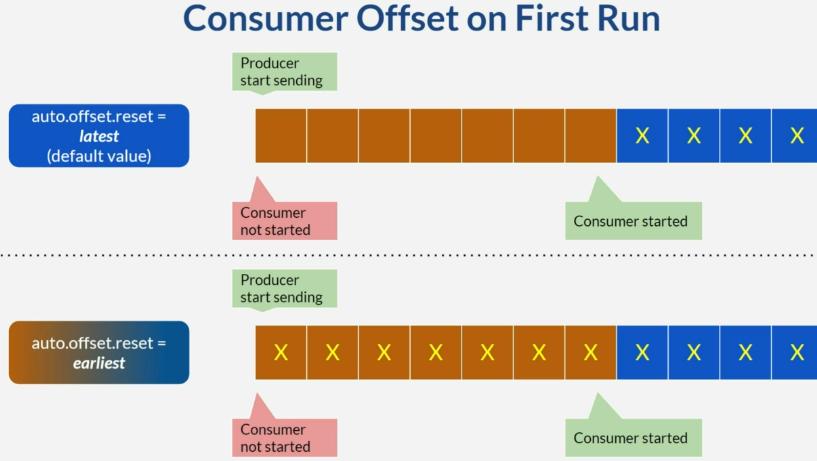 Consumer Offset on First Run
Producer
start sending
auto.offset.reset =
latest
(default value)
X X X X
Consumer
not started
Consumer started
Producer
start sending
auto.offset.reset =
earliest
X X X X X X X X X X X
Consumer
not started
Consumer started